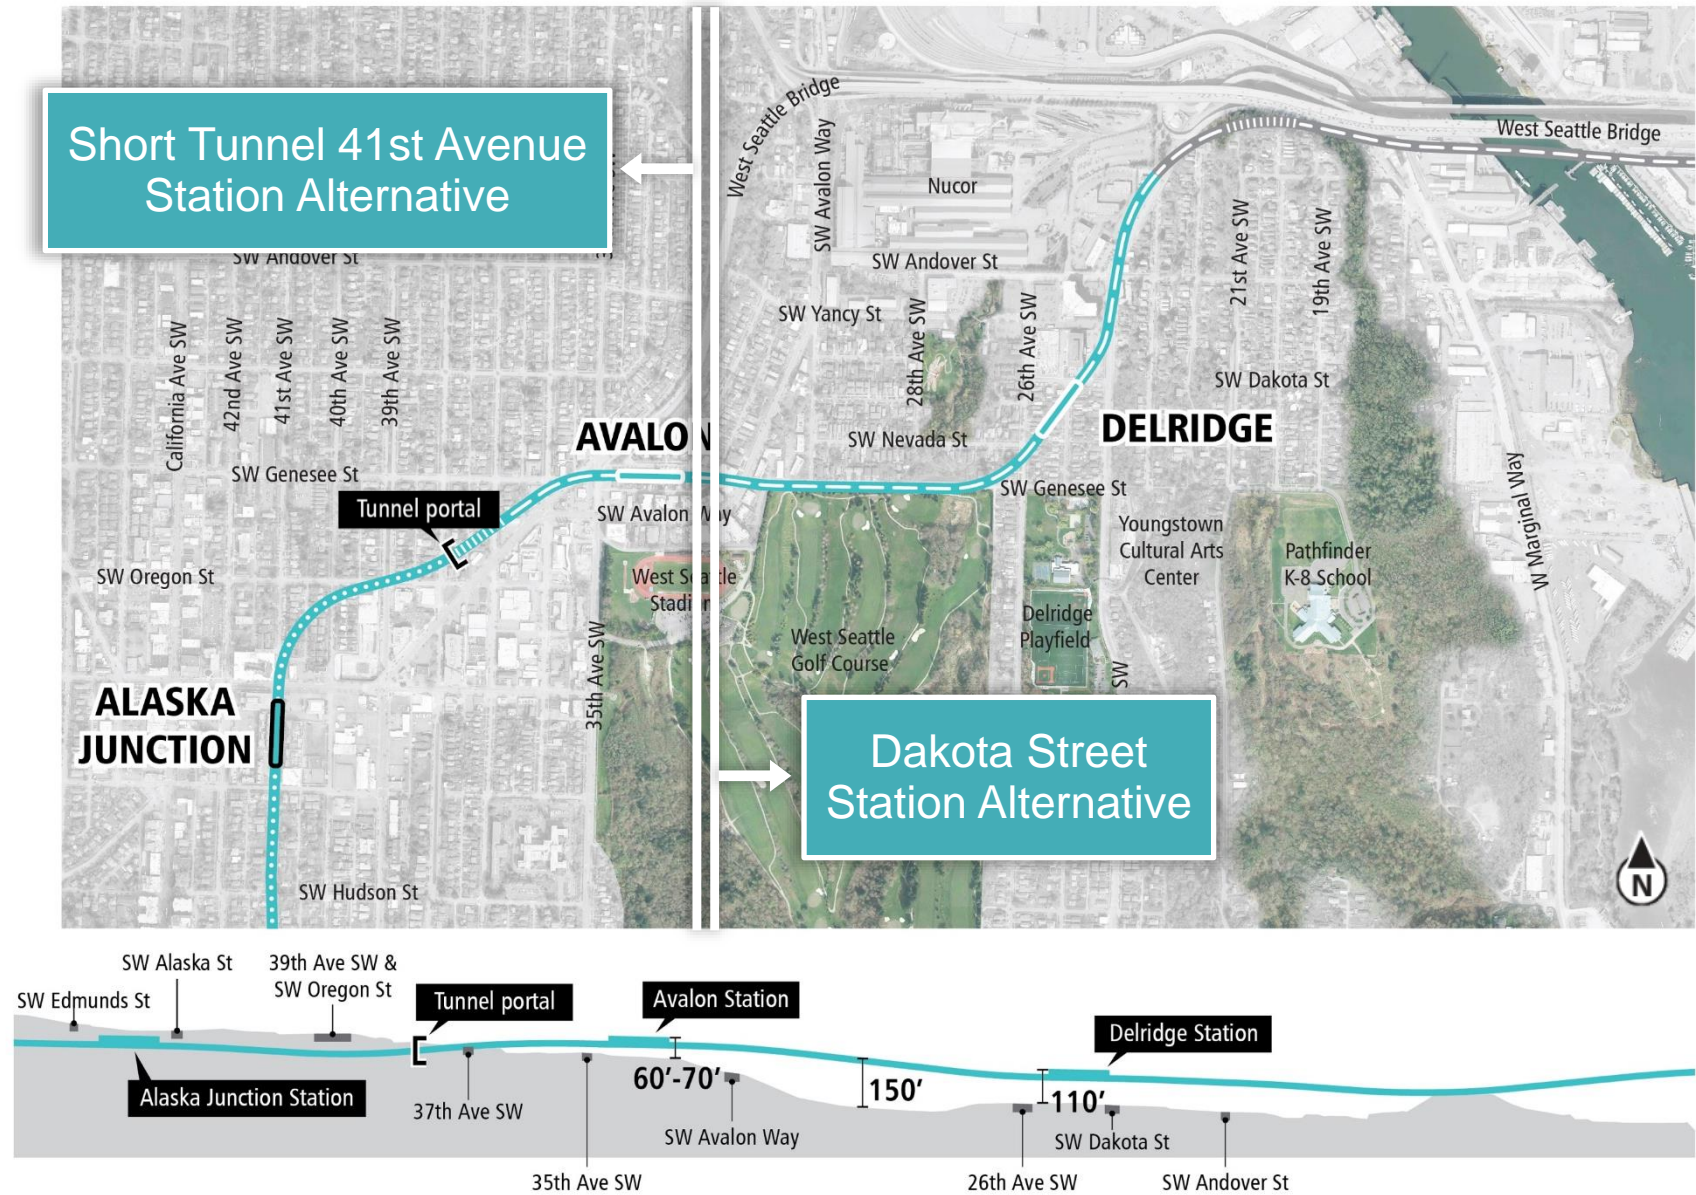 Short Tunnel 41st Avenue
Station Alternative
West Seattle Bridge
SW Avalon Way
Nucor
West Seattle Bridge
SW Andover St
SW Andover St
21st Ave SW
19th Ave SW
SW Yancy St
28th Ave SW
26th Ave SW
California Ave SW
42nd Ave SW
41st Ave SW
40th Ave SW
39th Ave SW
SW Dakota St
AVALON
SW Nevada St
DELRIDGE
SW Genesee St
SW Genesee St
Tunnel portal
SW Avalon Way
Youngstown
Cultural Arts
Center
Pathfinder
K-8 School
W Marginal Way
SW Oregon St
West Seattle
Stadium
Delridge
Playfield
West Seattle
Golf Course
35th Ave SW
SW
ALASKA
JUNCTION
Dakota Street
Station Alternative
SW Hudson St
N
SW Alaska St
39th Ave SW &
SW Oregon St
SW Edmunds St
Tunnel portal
Avalon Station
Delridge Station
Alaska Junction Station
60'-70'
150'
110'
37th Ave SW
SW Avalon Way
SW Dakota St
35th Ave SW
26th Ave SW
SW Andover St